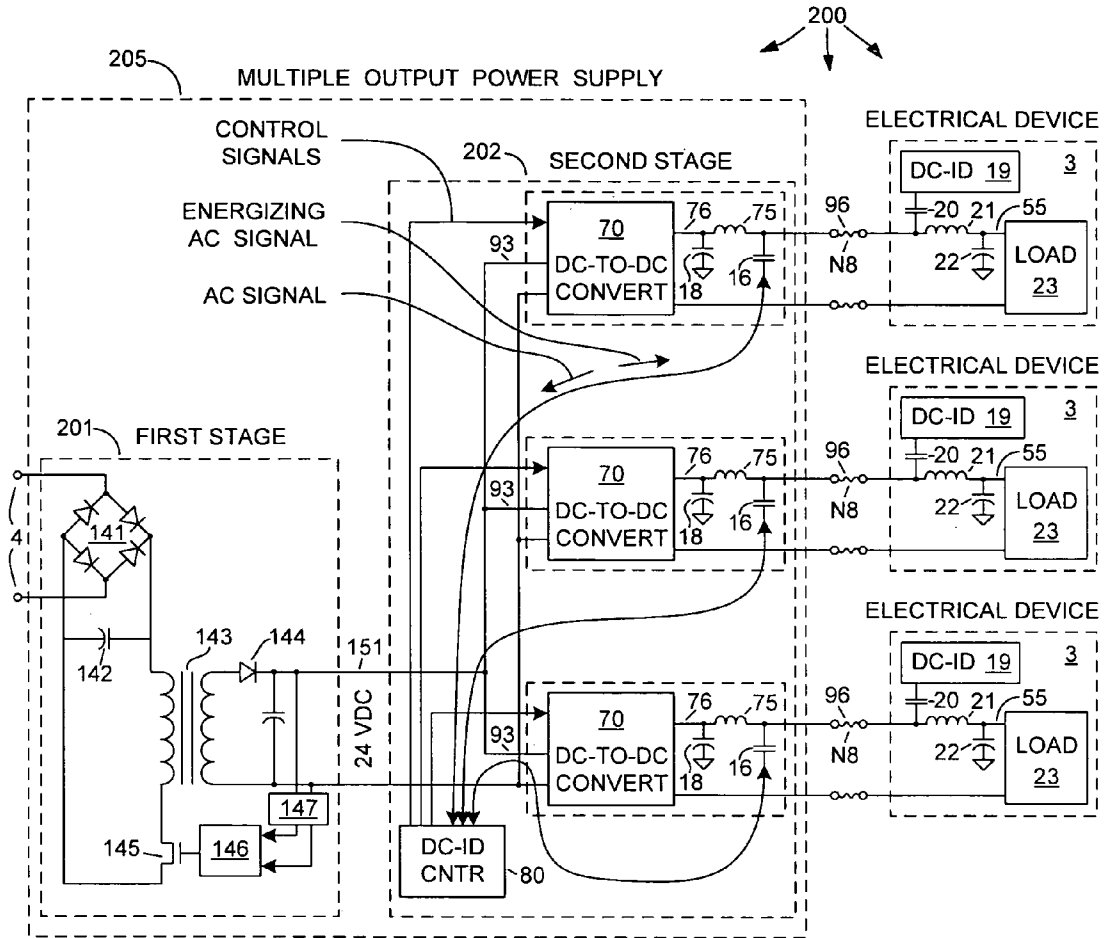 200
205
MULTIPLE OUTPUT POWER SUPPLY
CONTROL
SIGNALS
ENERGIZING
AC SIGNAL
AC SIGNAL
202
SECOND STAGE
ELECTRICAL DEVICE
DC-ID 19
3
20
21
55
22
LOAD
23
96
N8
93
70
DC-TO-DC
CONVERT
76
75
18
16
ELECTRICAL DEVICE
DC-ID 19
3
20
21
55
22
LOAD
23
96
N8
93
70
DC-TO-DC
CONVERT
76
75
18
16
201
FIRST STAGE
4
141
142
143
144
151
24 VDC
145
146
147
ELECTRICAL DEVICE
DC-ID 19
3
20
21
55
22
LOAD
23
96
N8
93
70
DC-TO-DC
CONVERT
76
75
18
16
DC-ID
CNTR
80